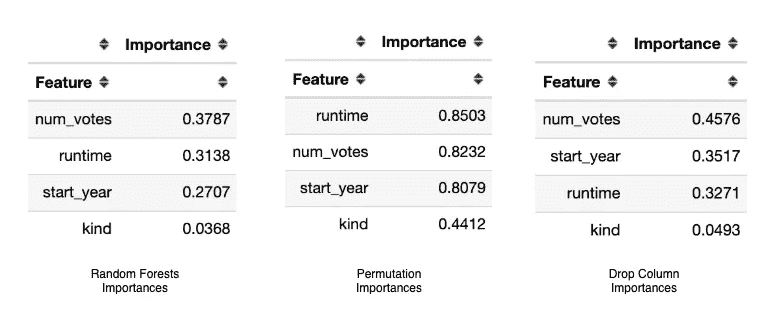 Importance
Feature
num_votes 0.3787
runtime 0.3138
start_year 0.2707
kind 0.0368
Random Forests
Importances
Importance
Feature
runtime 0.8503
num_votes 0.8232
start_year 0.8079
kind 0.4412
Permutation
Importances
Importance
Feature
num_votes 0.4576
start_year 0.3517
runtime 0.3271
kind 0.0493
Drop Column
Importances